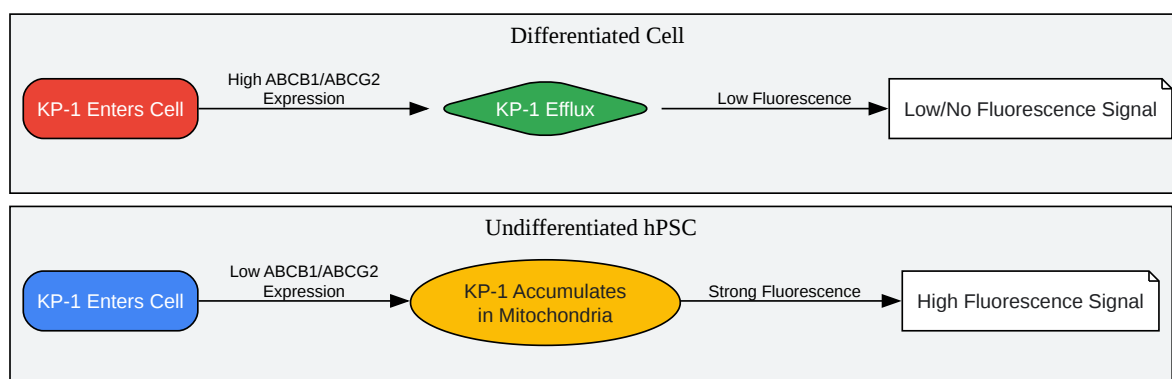 Differentiated Cell
KP-1 Enters Cell
High ABCB1/ABCG2
Expression
KP-1 Efflux
Low Fluorescence
Low/No Fluorescence Signal
Undifferentiated hPSC
KP-1 Enters Cell
Low ABCB1/ABCG2
Expression
KP-1 Accumulates
in Mitochondria
Strong Fluorescence
High Fluorescence Signal